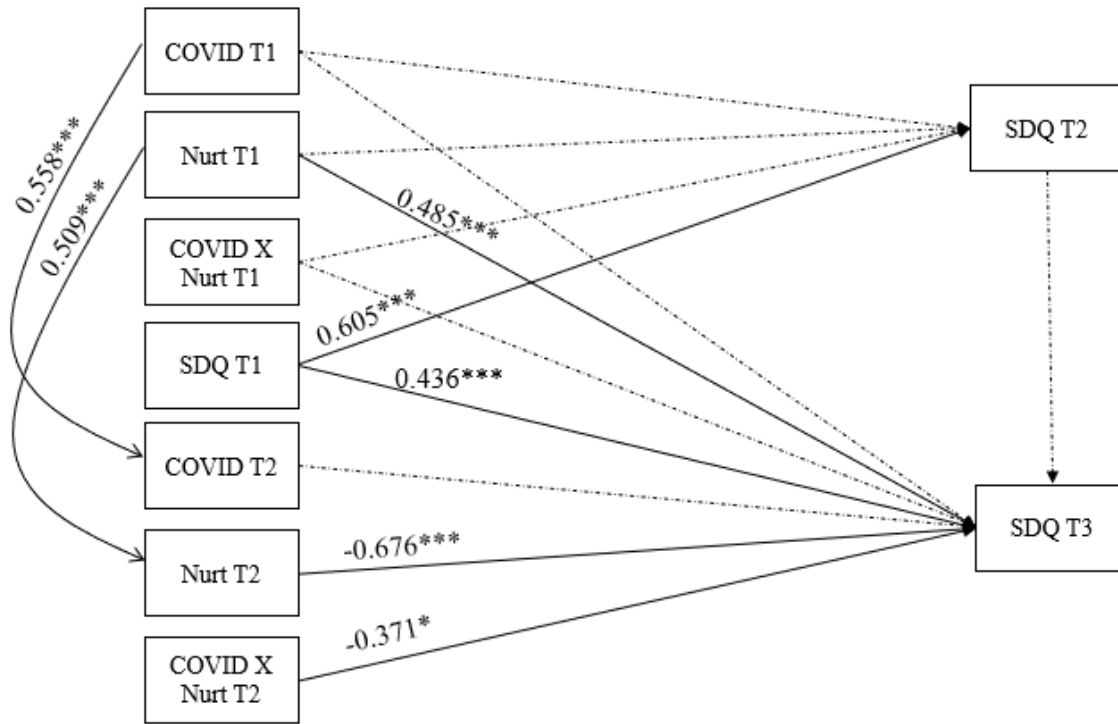 COVID T1
SDQ T2
Nurt T1
0.558***
0.509***
0.485***
COVID X
Nurt T1
0.605***
SDQ T1
0.436***
COVID T2
SDQ T3
Nurt T2
-0.676***
-0.371*
COVID X
Nurt T2